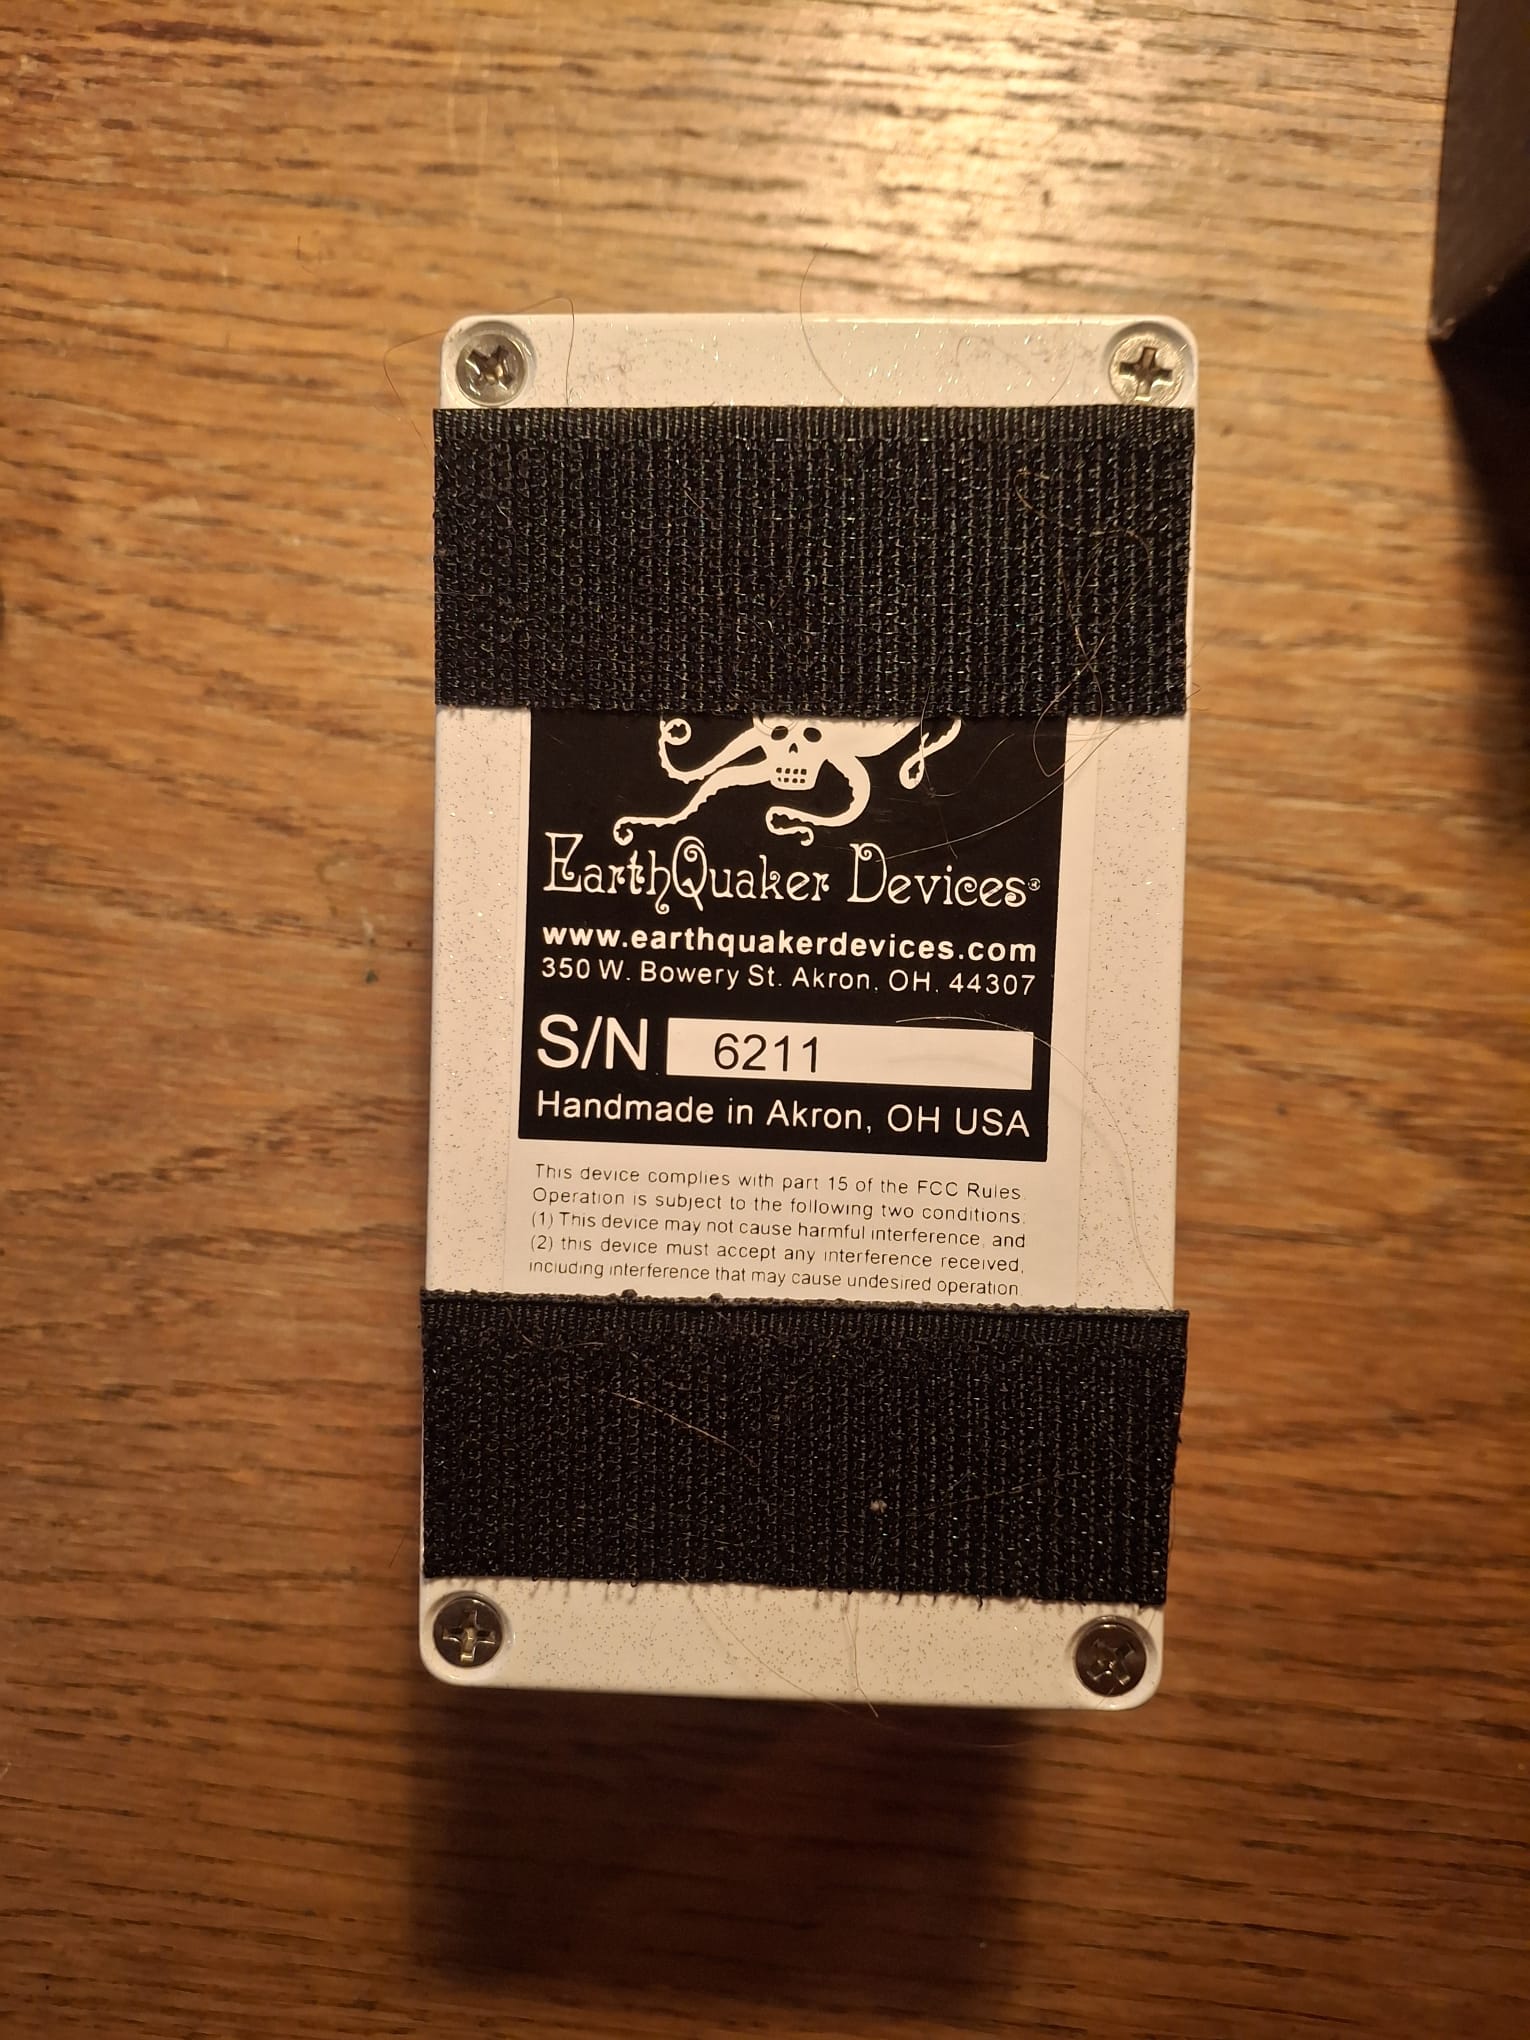 EarthQuaker Devices®
www.earthquakerdevices.com
350 W. Bowery St. Akron, OH, 44307
S/N 6211
Handmade in Akron, OH USA
This device complies with part 15 of the FCC Rules.
Operation is subject to the following two conditions:
(1) This device may not cause harmful interference, and
(2) this device must accept any interference received,
including interference that may cause undesired operation.